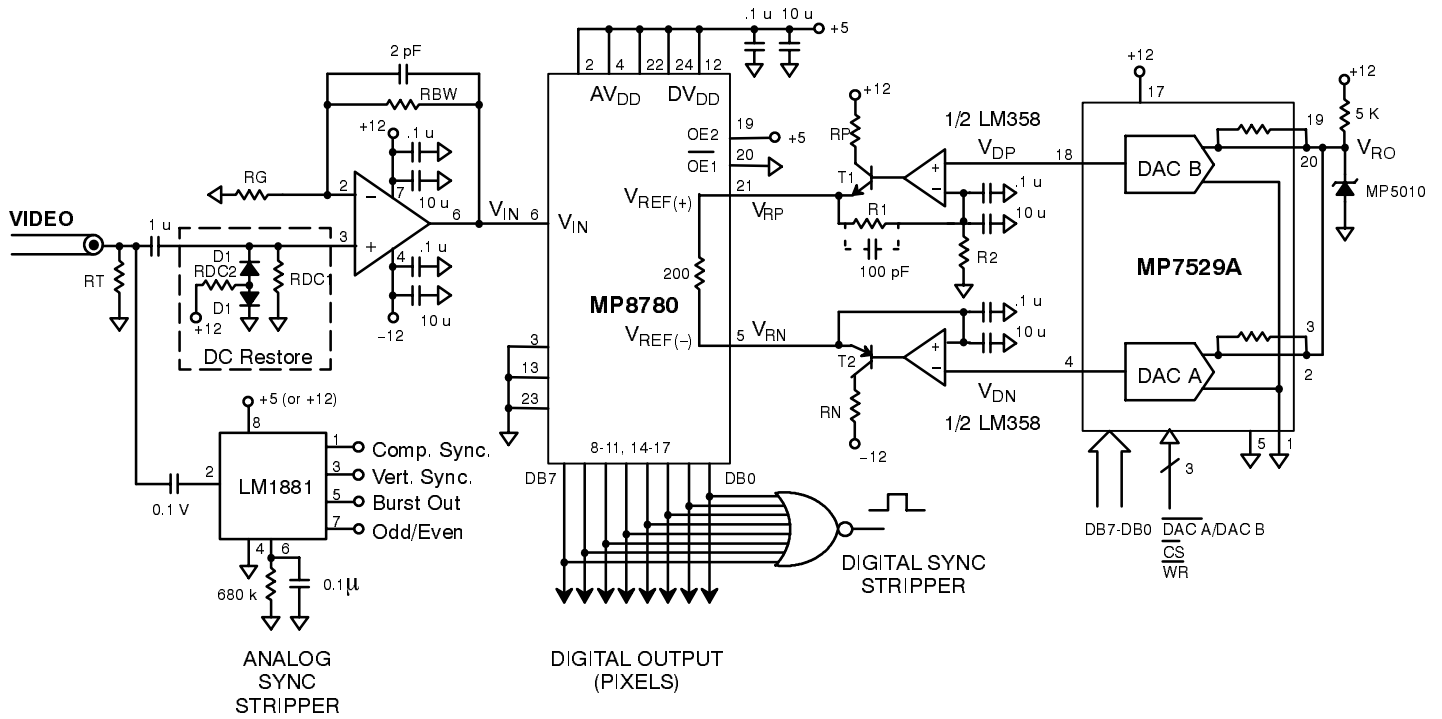 .1 u 10 u
+5
2 4 22 24 12
AVDD DVDD
2 pF
RBW
+12
.1 u
10 u
RG
2
7
−
+
3
4
6
.1 u
10 u
−12
VIDEO
1 u
RT
D1
RDC2
D1
+12
RDC1
DC Restore
VIN 6
VIN
OE2
19
+5
OE1
20
VREF(+)
21
VRP
200
MP8780
VREF(−)
5
VRN
3
13
23
8-11, 14-17
DB7
DB0
+12
RP
T1
1/2 LM358
+
−
VDP
18
.1 u
10 u
R1
100 pF
R2
.1 u
10 u
T2
+
−
RN
−12
VDN
4
1/2 LM358
+12
17
DAC B
19
20
+12
5 K
VRO
MP5010
MP7529A
DAC A
3
2
5
1
3
DB7-DB0
DAC A/DAC B
CS
WR
+5 (or +12)
8
2
LM1881
0.1 V
1
Comp. Sync.
3
Vert. Sync.
5
Burst Out
7
Odd/Even
4 6
680 k
0.1µ
ANALOG
SYNC
STRIPPER
DIGITAL OUTPUT
(PIXELS)
DIGITAL SYNC
STRIPPER